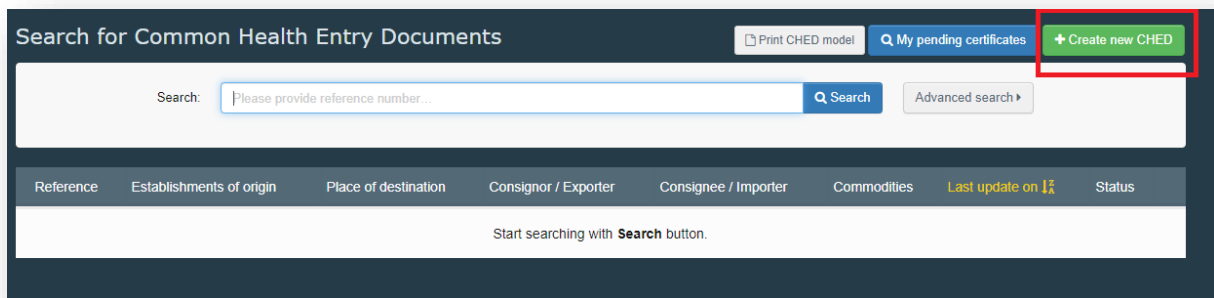 Search for Common Health Entry Documents
Print CHED model
My pending certificates
+ Create new CHED
Search:
Please provide reference number...
Search
Advanced search
Reference Establishments of origin Place of destination Consignor / Exporter Consignee / Importer Commodities Last update on Status
Start searching with Search button.